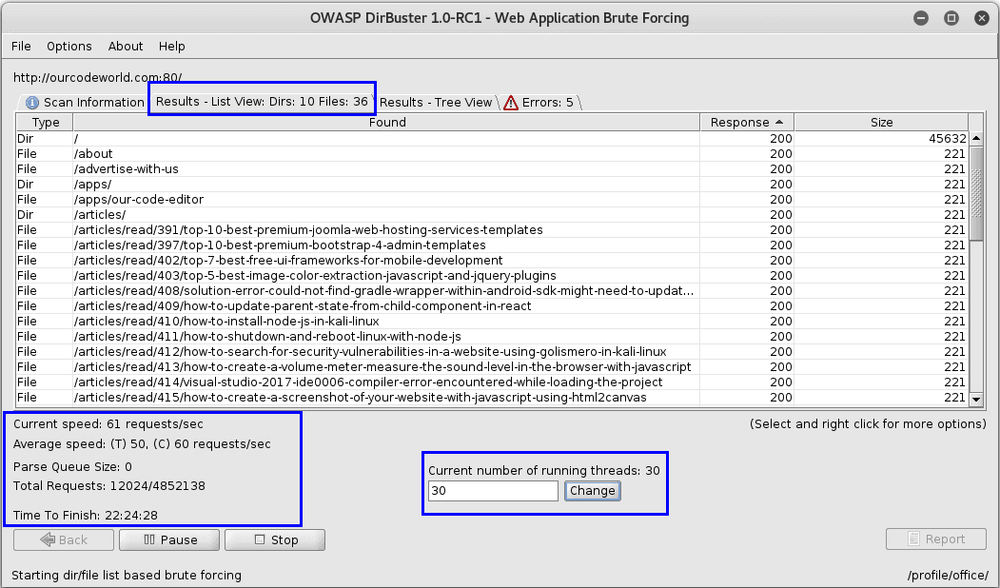 OWASP DirBuster 1.0-RC1 - Web Application Brute Forcing
File Options About Help
http://ourcodeworld.com:80/
Scan Information Results - List View: Dirs: 10 Files: 36 Results - Tree View Errors: 5
Type Found Response Size
Dir / 200 45632
File /about 200 221
File /advertise-with-us 200 221
Dir /apps/ 200 221
File /apps/our-code-editor 200 221
Dir /articles/ 200 221
File /articles/read/391/top-10-best-premium-joomla-web-hosting-services-templates 200 221
File /articles/read/397/top-10-best-premium-bootstrap-4-admin-templates 200 221
File /articles/read/402/top-7-best-free-ui-frameworks-for-mobile-development 200 221
File /articles/read/403/top-5-best-image-color-extraction-javascript-and-jquery-plugins 200 221
File /articles/read/408/solution-error-could-not-find-gradle-wrapper-within-android-sdk-might-need-to-updat... 200 221
File /articles/read/409/how-to-update-parent-state-from-child-component-in-react 200 221
File /articles/read/410/how-to-install-node-js-in-kali-linux 200 221
File /articles/read/411/how-to-shutdown-and-reboot-linux-with-node-js 200 221
File /articles/read/412/how-to-search-for-security-vulnerabilities-in-a-website-using-golismero-in-kali-linux 200 221
File /articles/read/413/how-to-create-a-volume-meter-measure-the-sound-level-in-the-browser-with-javascript 200 221
File /articles/read/414/visual-studio-2017-ide0006-compiler-error-encountered-while-loading-the-project 200 221
File /articles/read/415/how-to-create-a-screenshot-of-your-website-with-javascript-using-html2canvas 200 221
Current speed: 61 requests/sec (Select and right click for more options)
Average speed: (T) 50, (C) 60 requests/sec
Parse Queue Size: 0 Current number of running threads: 30
Total Requests: 12024/4852138 30 Change
Time To Finish: 22:24:28
Back Pause Stop Report
Starting dir/file list based brute forcing /profile/office/